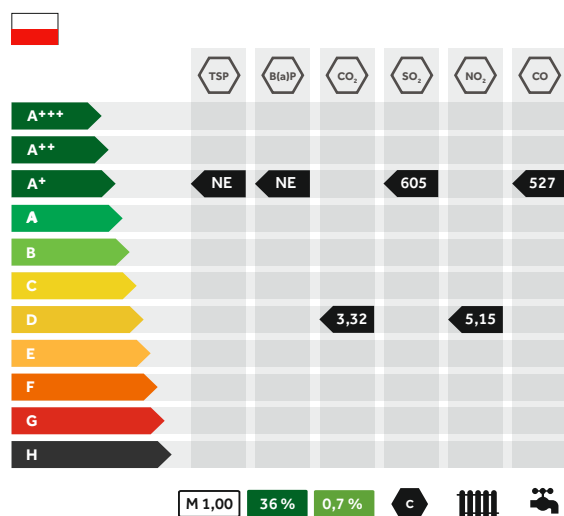 TSP B(a)P CO₂ SO₂ NO₂ CO
A+++
A++
A+ NE NE 605 527
A
B
C
D 3,32 5,15
E
F
G
H
M 1,00 36 % 0,7 % C